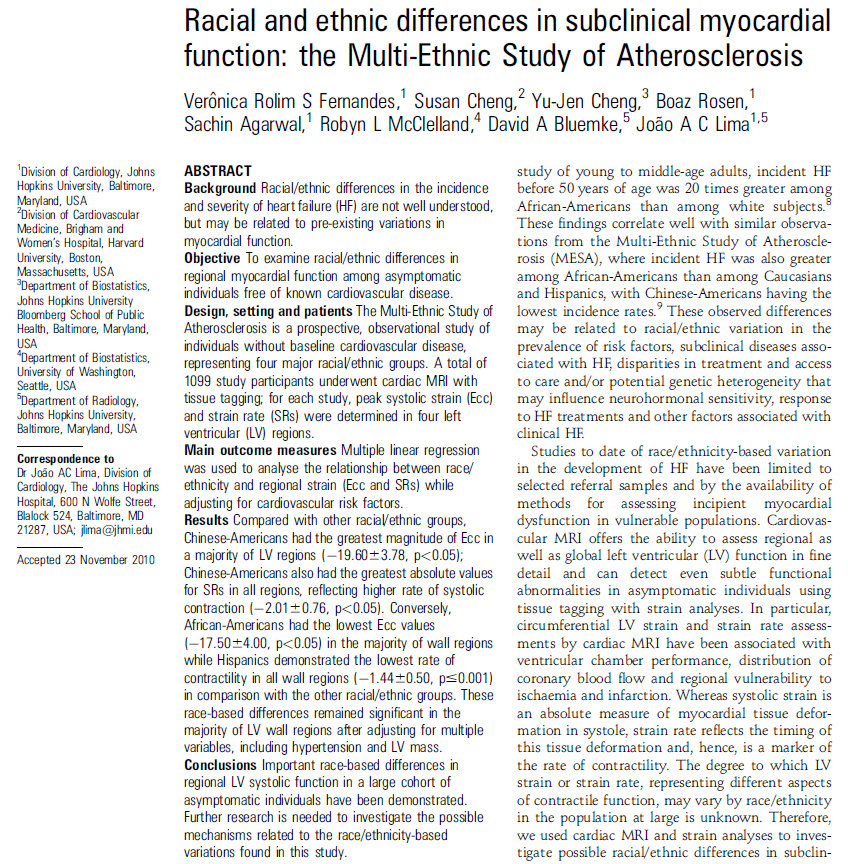 Racial and ethnic differences in subclinical myocardial
function: the Multi-Ethnic Study of Atherosclerosis
Verônica Rolim S Fernandes,1 Susan Cheng,2 Yu-Jen Cheng,3 Boaz Rosen,1
Sachin Agarwal,1 Robyn L McClelland,4 David A Bluemke,5 João A C Lima1,5
1Division of Cardiology, Johns
Hopkins University, Baltimore,
Maryland, USA
2Division of Cardiovascular
Medicine, Brigham and
Women's Hospital, Harvard
University, Boston,
Massachusetts, USA
3Department of Biostatistics,
Johns Hopkins University
Bloomberg School of Public
Health, Baltimore, Maryland,
USA
4Department of Biostatistics,
University of Washington,
Seattle, USA
5Department of Radiology,
Johns Hopkins University,
Baltimore, Maryland, USA
Correspondence to
Dr João AC Lima, Division of
Cardiology, The Johns Hopkins
Hospital, 600 N Wolfe Street,
Blalock 524, Baltimore, MD
21287, USA; jlima@jhmi.edu
Accepted 23 November 2010
ABSTRACT
Background Racial/ethnic differences in the incidence
and severity of heart failure (HF) are not well understood,
but may be related to pre-existing variations in
myocardial function.
Objective To examine racial/ethnic differences in
regional myocardial function among asymptomatic
individuals free of known cardiovascular disease.
Design, setting and patients The Multi-Ethnic Study of
Atherosclerosis is a prospective, observational study of
individuals without baseline cardiovascular disease,
representing four major racial/ethnic groups. A total of
1099 study participants underwent cardiac MRI with
tissue tagging; for each study, peak systolic strain (Ecc)
and strain rate (SRs) were determined in four left
ventricular (LV) regions.
Main outcome measures Multiple linear regression
was used to analyse the relationship between race/
ethnicity and regional strain (Ecc and SRs) while
adjusting for cardiovascular risk factors.
Results Compared with other racial/ethnic groups,
Chinese-Americans had the greatest magnitude of Ecc in
a majority of LV regions (−19.60±3.78, p<0.05);
Chinese-Americans also had the greatest absolute values
for SRs in all regions, reflecting higher rate of systolic
contraction (−2.01±0.76, p<0.05). Conversely,
African-Americans had the lowest Ecc values
(−17.50±4.00, p<0.05) in the majority of wall regions
while Hispanics demonstrated the lowest rate of
contractility in all wall regions (−1.44±0.50, p≤0.001)
in comparison with the other racial/ethnic groups. These
race-based differences remained significant in the
majority of LV wall regions after adjusting for multiple
variables, including hypertension and LV mass.
Conclusions Important race-based differences in
regional LV systolic function in a large cohort of
asymptomatic individuals have been demonstrated.
Further research is needed to investigate the possible
mechanisms related to the race/ethnicity-based
variations found in this study.
study of young to middle-age adults, incident HF
before 50 years of age was 20 times greater among
African-Americans than among white subjects.8
These findings correlate well with similar observa-
tions from the Multi-Ethnic Study of Atheroscle-
rosis (MESA), where incident HF was also greater
among African-Americans than among Caucasians
and Hispanics, with Chinese-Americans having the
lowest incidence rates.9 These observed differences
may be related to racial/ethnic variation in the
prevalence of risk factors, subclinical diseases asso-
ciated with HF, disparities in treatment and access
to care and/or potential genetic heterogeneity that
may influence neurohormonal sensitivity, response
to HF treatments and other factors associated with
clinical HF.
Studies to date of race/ethnicity-based variation
in the development of HF have been limited to
selected referral samples and by the availability of
methods for assessing incipient myocardial
dysfunction in vulnerable populations. Cardiovas-
cular MRI offers the ability to assess regional as
well as global left ventricular (LV) function in fine
detail and can detect even subtle functional
abnormalities in asymptomatic individuals using
tissue tagging with strain analyses. In particular,
circumferential LV strain and strain rate assess-
ments by cardiac MRI have been associated with
ventricular chamber performance, distribution of
coronary blood flow and regional vulnerability to
ischaemia and infarction. Whereas systolic strain is
an absolute measure of myocardial tissue defor-
mation in systole, strain rate reflects the timing of
this tissue deformation and, hence, is a marker of
the rate of contractility. The degree to which LV
strain or strain rate, representing different aspects
of contractile function, may vary by race/ethnicity
in the population at large is unknown. Therefore,
we used cardiac MRI and strain analyses to inves-
tigate possible racial/ethnic differences in subclin-